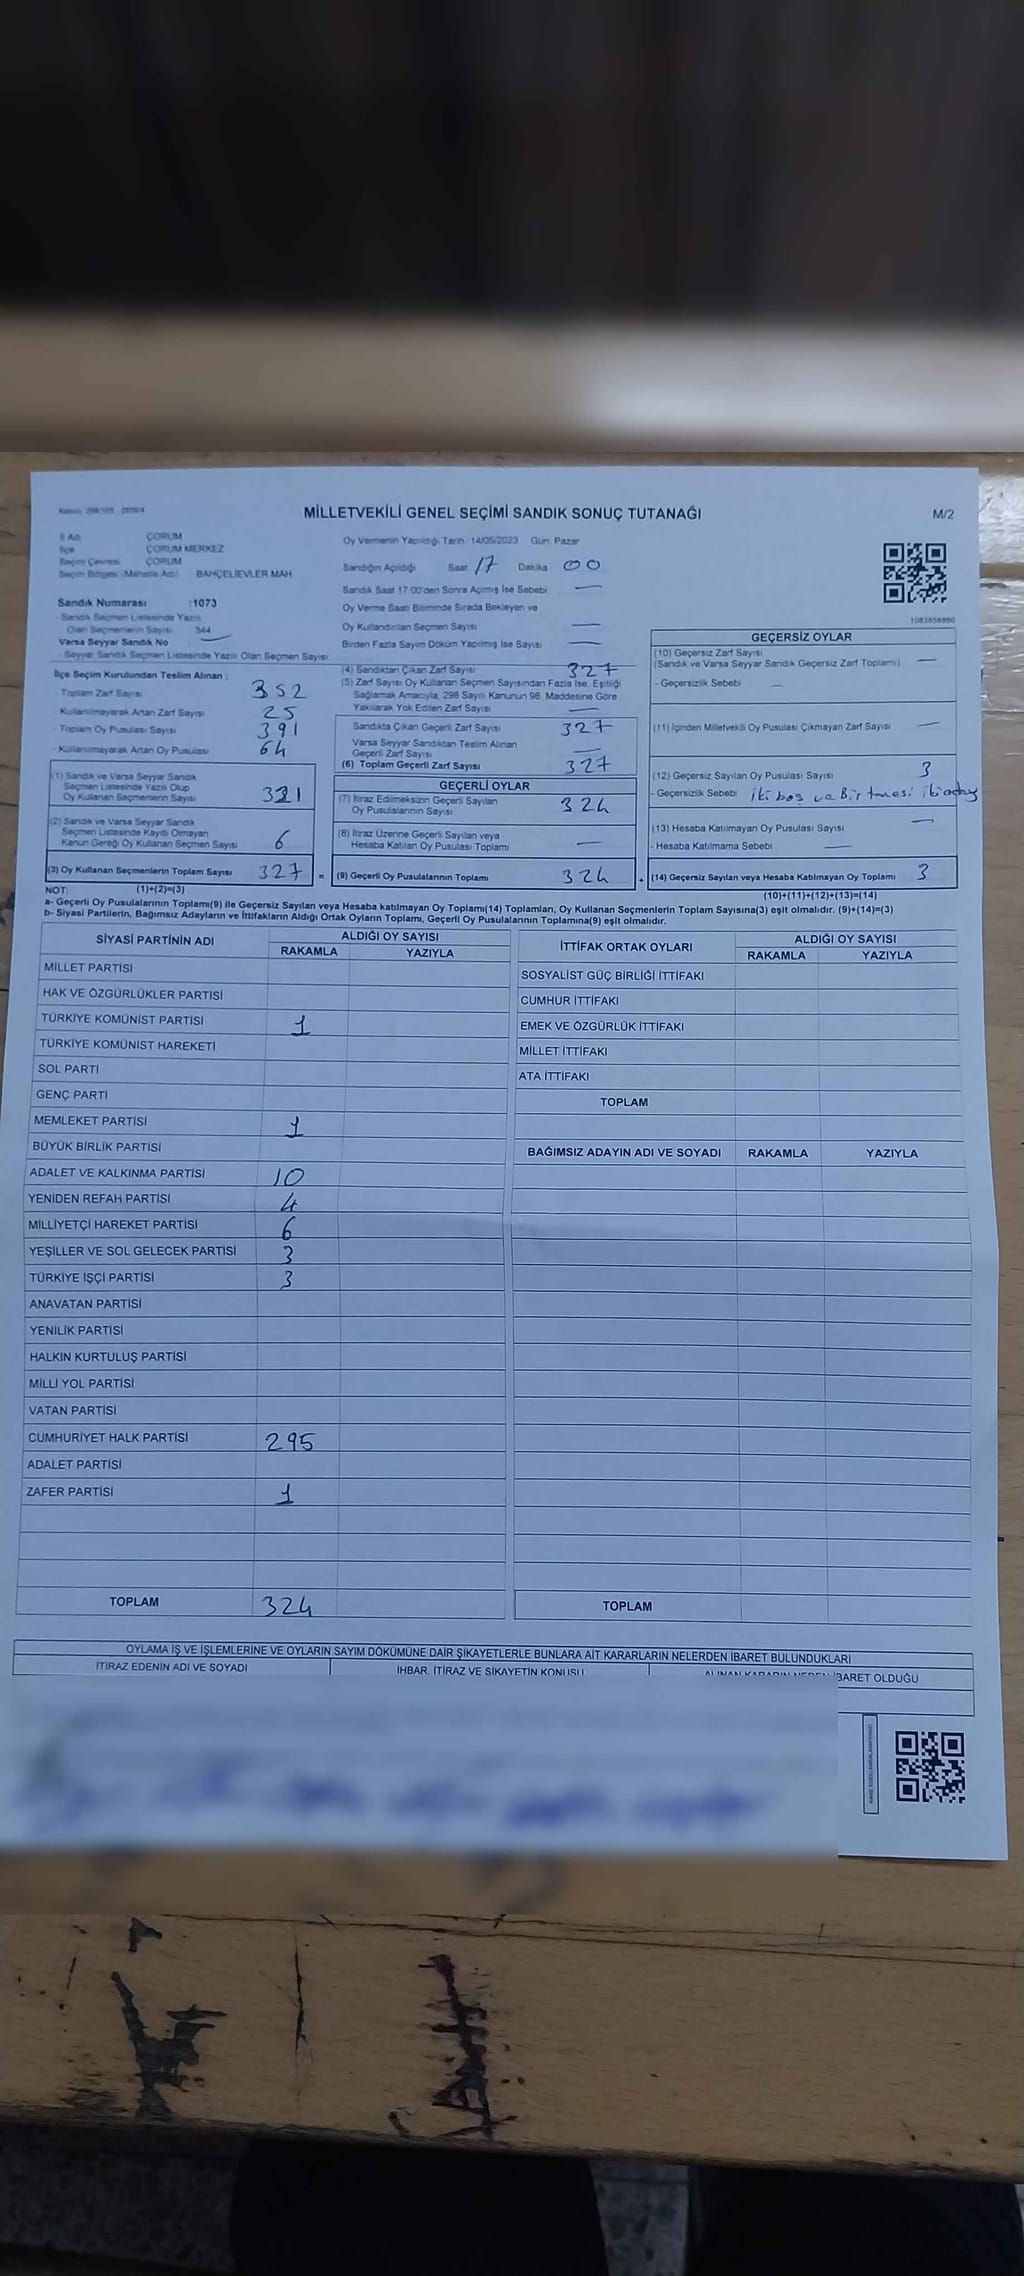 MİLLETVEKİLİ GENEL SEÇİMİ SANDIK SONUÇ TUTANAĞI
M/2
İl Adı ÇORUM
İlçe ÇORUM MERKEZ
Seçim Çevresi ÇORUM
Seçim Bölgesi (Mahalle Adı) BAHÇELİEVLER MAH
Sandık Numarası :1073
- Sandık Seçmen Listesinde Yazılı
Olan Seçmenlerin Sayısı 344
Varsa Seyyar Sandık No —
- Seyyar Sandık Seçmen Listesinde Yazılı Olan Seçmen Sayısı:
İlçe Seçim Kurulundan Teslim Alınan :
- Toplam Zarf Sayısı 352
- Kullanılmayarak Artan Zarf Sayısı 25
- Toplam Oy Pusulası Sayısı 391
- Kullanılmayarak Artan Oy Pusulası 64
(1) Sandık ve Varsa Seyyar Sandık
Seçmen Listesinde Yazılı Olup
Oy Kullanan Seçmenlerin Sayısı 321
(2) Sandık ve Varsa Seyyar Sandık
Seçmen Listesinde Kayıtlı Olmayan
Kanun Gereği Oy Kullanan Seçmen Sayısı 6
(3) Oy Kullanan Seçmenlerin Toplam Sayısı 327 =
Oy Vermenin Yapıldığı Tarih :14/05/2023 Gün: Pazar
Sandığın Açıldığı Saat 17 Dakika 00
Sandık Saat 17:00'den Sonra Açılmış İse Sebebi —
Oy Verme Saati Bitiminde Sırada Bekleyen ve
Oy Kullandırılan Seçmen Sayısı —
Birden Fazla Sayım Döküm Yapılmış İse Sayısı —
(4) Sandıktan Çıkan Zarf Sayısı 327
(5) Zarf Sayısı Oy Kullanan Seçmen Sayısından Fazla İse, Eşitliği
Sağlamak Amacıyla, 298 Sayılı Kanunun 98. Maddesine Göre
Yakılarak Yok Edilen Zarf Sayısı —
Sandıkta Çıkan Geçerli Zarf Sayısı 327
Varsa Seyyar Sandıktan Teslim Alınan
Geçerli Zarf Sayısı —
(6) Toplam Geçerli Zarf Sayısı 327
GEÇERLİ OYLAR
(7) İtiraz Edilmeksizin Geçerli Sayılan
Oy Pusulalarının Sayısı 324
(8) İtiraz Üzerine Geçerli Sayılan veya
Hesaba Katılan Oy Pusulası Toplamı —
(9) Geçerli Oy Pusulalarının Toplamı 324 +
1083656860
GEÇERSİZ OYLAR
(10) Geçersiz Zarf Sayısı
(Sandık ve Varsa Seyyar Sandık Geçersiz Zarf Toplamı) —
- Geçersizlik Sebebi —
(11) İçinden Milletvekili Oy Pusulası Çıkmayan Zarf Sayısı —
(12) Geçersiz Sayılan Oy Pusulası Sayısı 3
- Geçersizlik Sebebi iki boş ve Bir tanesi iki aday
(13) Hesaba Katılmayan Oy Pusulası Sayısı —
- Hesaba Katılmama Sebebi —
(14) Geçersiz Sayılan veya Hesaba Katılmayan Oy Toplamı 3
NOT: (1)+(2)=(3) (10)+(11)+(12)+(13)=(14)
a- Geçerli Oy Pusulalarının Toplamı(9) ile Geçersiz Sayılan veya Hesaba katılmayan Oy Toplamı(14) Toplamları, Oy Kullanan Seçmenlerin Toplam Sayısına(3) eşit olmalıdır. (9)+(14)=(3)
b- Siyasi Partilerin, Bağımsız Adayların ve İttifakların Aldığı Ortak Oyların Toplamı, Geçerli Oy Pusulalarının Toplamına(9) eşit olmalıdır.
SİYASİ PARTİNİN ADI ALDIĞI OY SAYISI
RAKAMLA YAZIYLA
MİLLET PARTİSİ
HAK VE ÖZGÜRLÜKLER PARTİSİ
TÜRKİYE KOMÜNİST PARTİSİ 1
TÜRKİYE KOMÜNİST HAREKETİ
SOL PARTİ
GENÇ PARTİ
MEMLEKET PARTİSİ 1
BÜYÜK BİRLİK PARTİSİ
ADALET VE KALKINMA PARTİSİ 10
YENİDEN REFAH PARTİSİ 4
MİLLİYETÇİ HAREKET PARTİSİ 6
YEŞİLLER VE SOL GELECEK PARTİSİ 3
TÜRKİYE İŞÇİ PARTİSİ 3
ANAVATAN PARTİSİ
YENİLİK PARTİSİ
HALKIN KURTULUŞ PARTİSİ
MİLLİ YOL PARTİSİ
VATAN PARTİSİ
CUMHURİYET HALK PARTİSİ 295
ADALET PARTİSİ
ZAFER PARTİSİ 1
TOPLAM 324
İTTİFAK ORTAK OYLARI ALDIĞI OY SAYISI
RAKAMLA YAZIYLA
SOSYALİST GÜÇ BİRLİĞİ İTTİFAKI
CUMHUR İTTİFAKI
EMEK VE ÖZGÜRLÜK İTTİFAKI
MİLLET İTTİFAKI
ATA İTTİFAKI
TOPLAM
BAĞIMSIZ ADAYIN ADI VE SOYADI RAKAMLA YAZIYLA
TOPLAM
OYLAMA İŞ VE İŞLEMLERİNE VE OYLARIN SAYIM DÖKÜMÜNE DAİR ŞİKAYETLERLE BUNLARA AİT KARARLARIN NELERDEN İBARET BULUNDUKLARI
İTİRAZ EDENİN ADI VE SOYADI
İHBAR, İTİRAZ VE ŞİKAYETİN KONUSU
ALINAN KARARIN NEDEN İBARET OLDUĞU